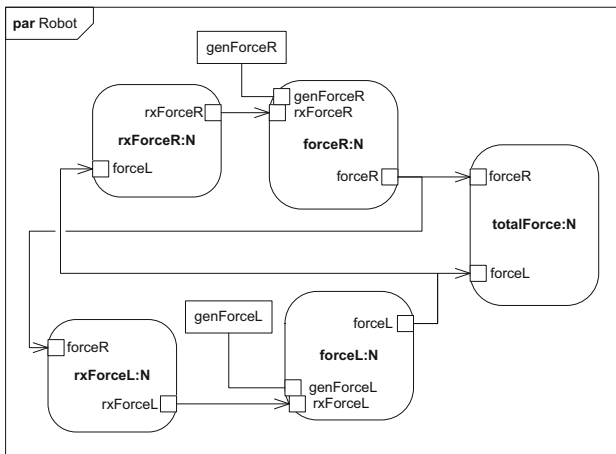 par Robot
genForceR
genForceR
rxForceR
rxForceR
rxForceR:N
forceR:N
forceL
forceR
forceR
totalForce:N
forceL
genForceL
forceL
forceR
forceL:N
rxForceL:N
genForceL
rxForceL
rxForceL